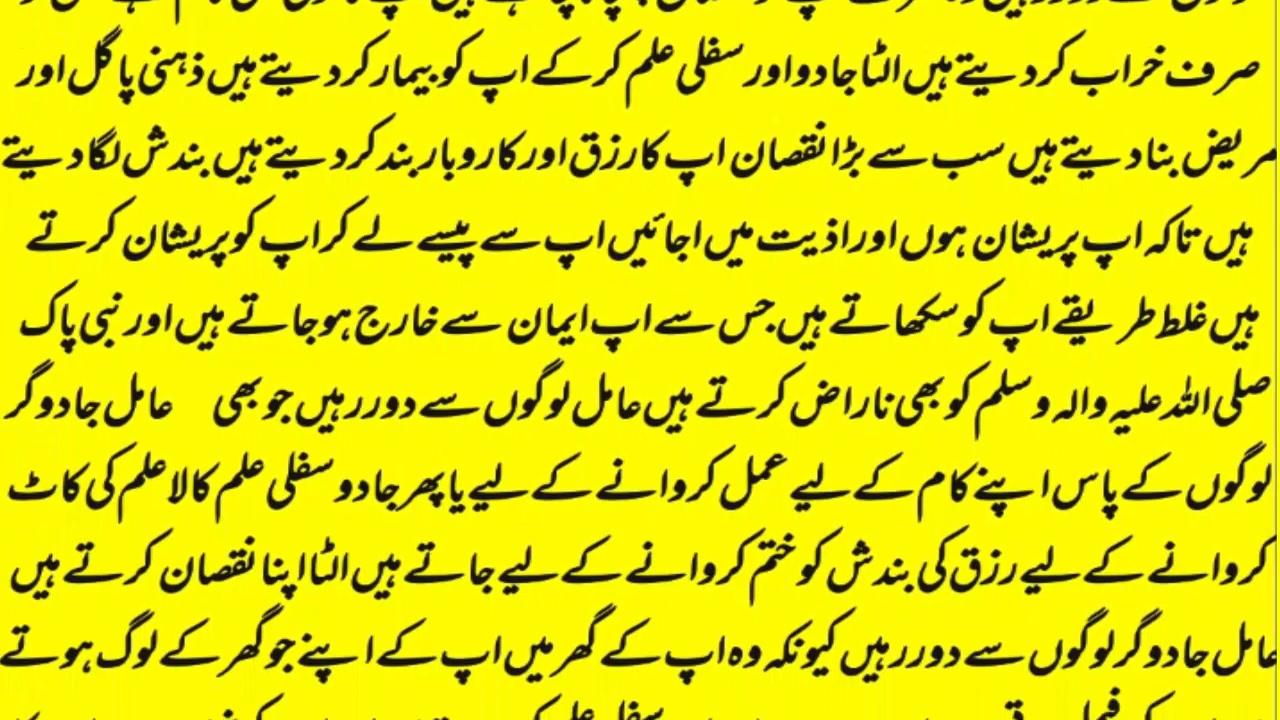 صرف خراب کر دیتے ہیں الٹا جادو اور سفلی علم کر کے اپ کو بیمار کر دیتے ہیں ذہنی پاگل اور
مریض بنا دیتے ہیں سب سے بڑا نقصان اپ کا رزق اور کاروبار بند کر دیتے ہیں بندش لگا دیتے
ہیں تاکہ اپ پریشان ہوں اور اذیت میں اجائیں اپ سے پیسے لے کر اپ کو پریشان کرتے
ہیں غلط طریقے اپ کو سکھاتے ہیں جس سے اپ ایمان سے خارج ہو جاتے ہیں اور نبی پاک
صلی اللہ علیہ والہ وسلم کو بھی ناراض کرتے ہیں عامل لوگوں سے دور رہیں جو بھی عامل جادوگر
لوگوں کے پاس اپنے کام کے لیے عمل کروانے کے لیے یا پھر جادو سفلی علم کالا علم کی کاٹ
کروانے کے لیے رزق کی بندش کو ختم کروانے کے لیے جاتے ہیں الٹا اپنا نقصان کرتے ہیں
عامل جادوگر لوگوں سے دور رہیں کیونکہ وہ اپ کے گھر میں اپ کے اپنے جو گھر کے لوگ ہوتے